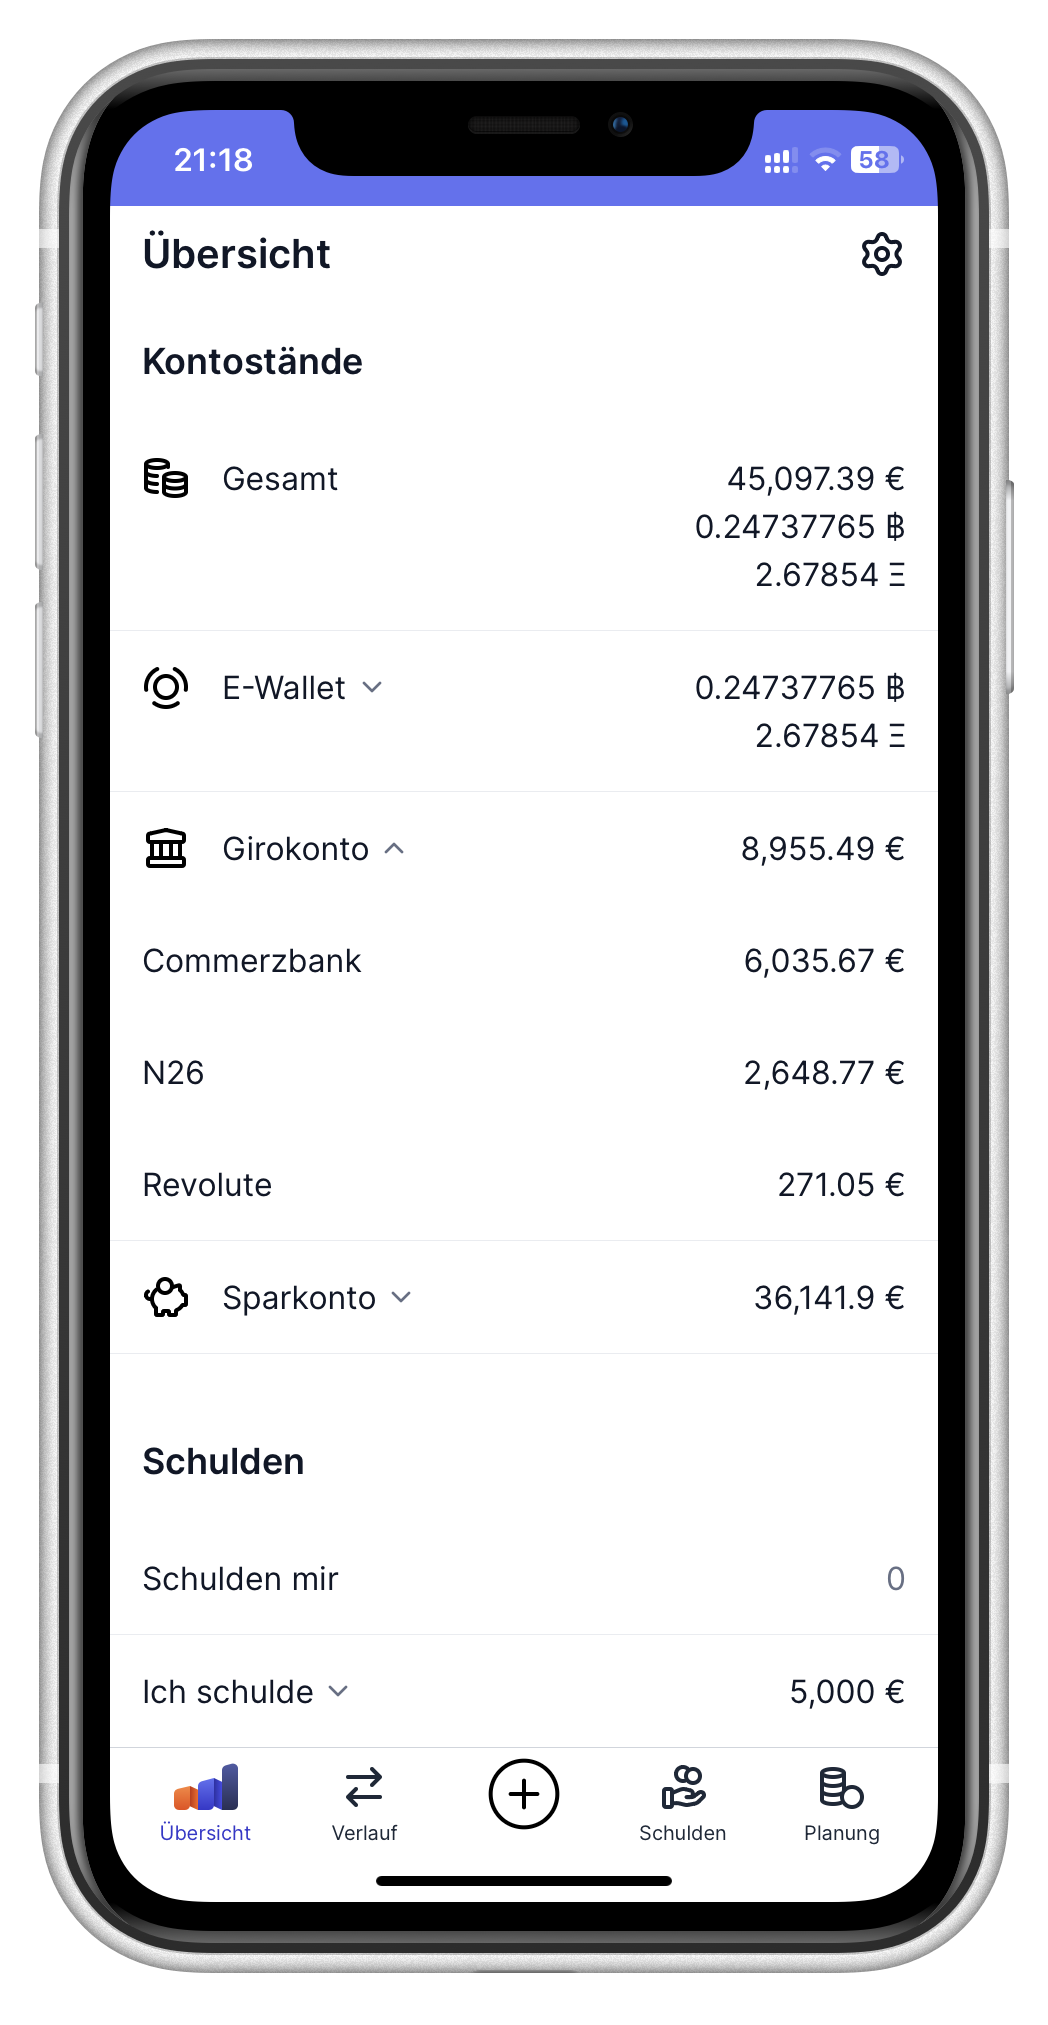 21:18
58
Übersicht
Kontostände
Gesamt 45,097.39 €
0.24737765 ฿
2.67854 Ξ
E-Wallet 0.24737765 ฿
2.67854 Ξ
Girokonto 8,955.49 €
Commerzbank 6,035.67 €
N26 2,648.77 €
Revolute 271.05 €
Sparkonto 36,141.9 €
Schulden
Schulden mir 0
Ich schulde 5,000 €
Übersicht Verlauf Schulden Planung